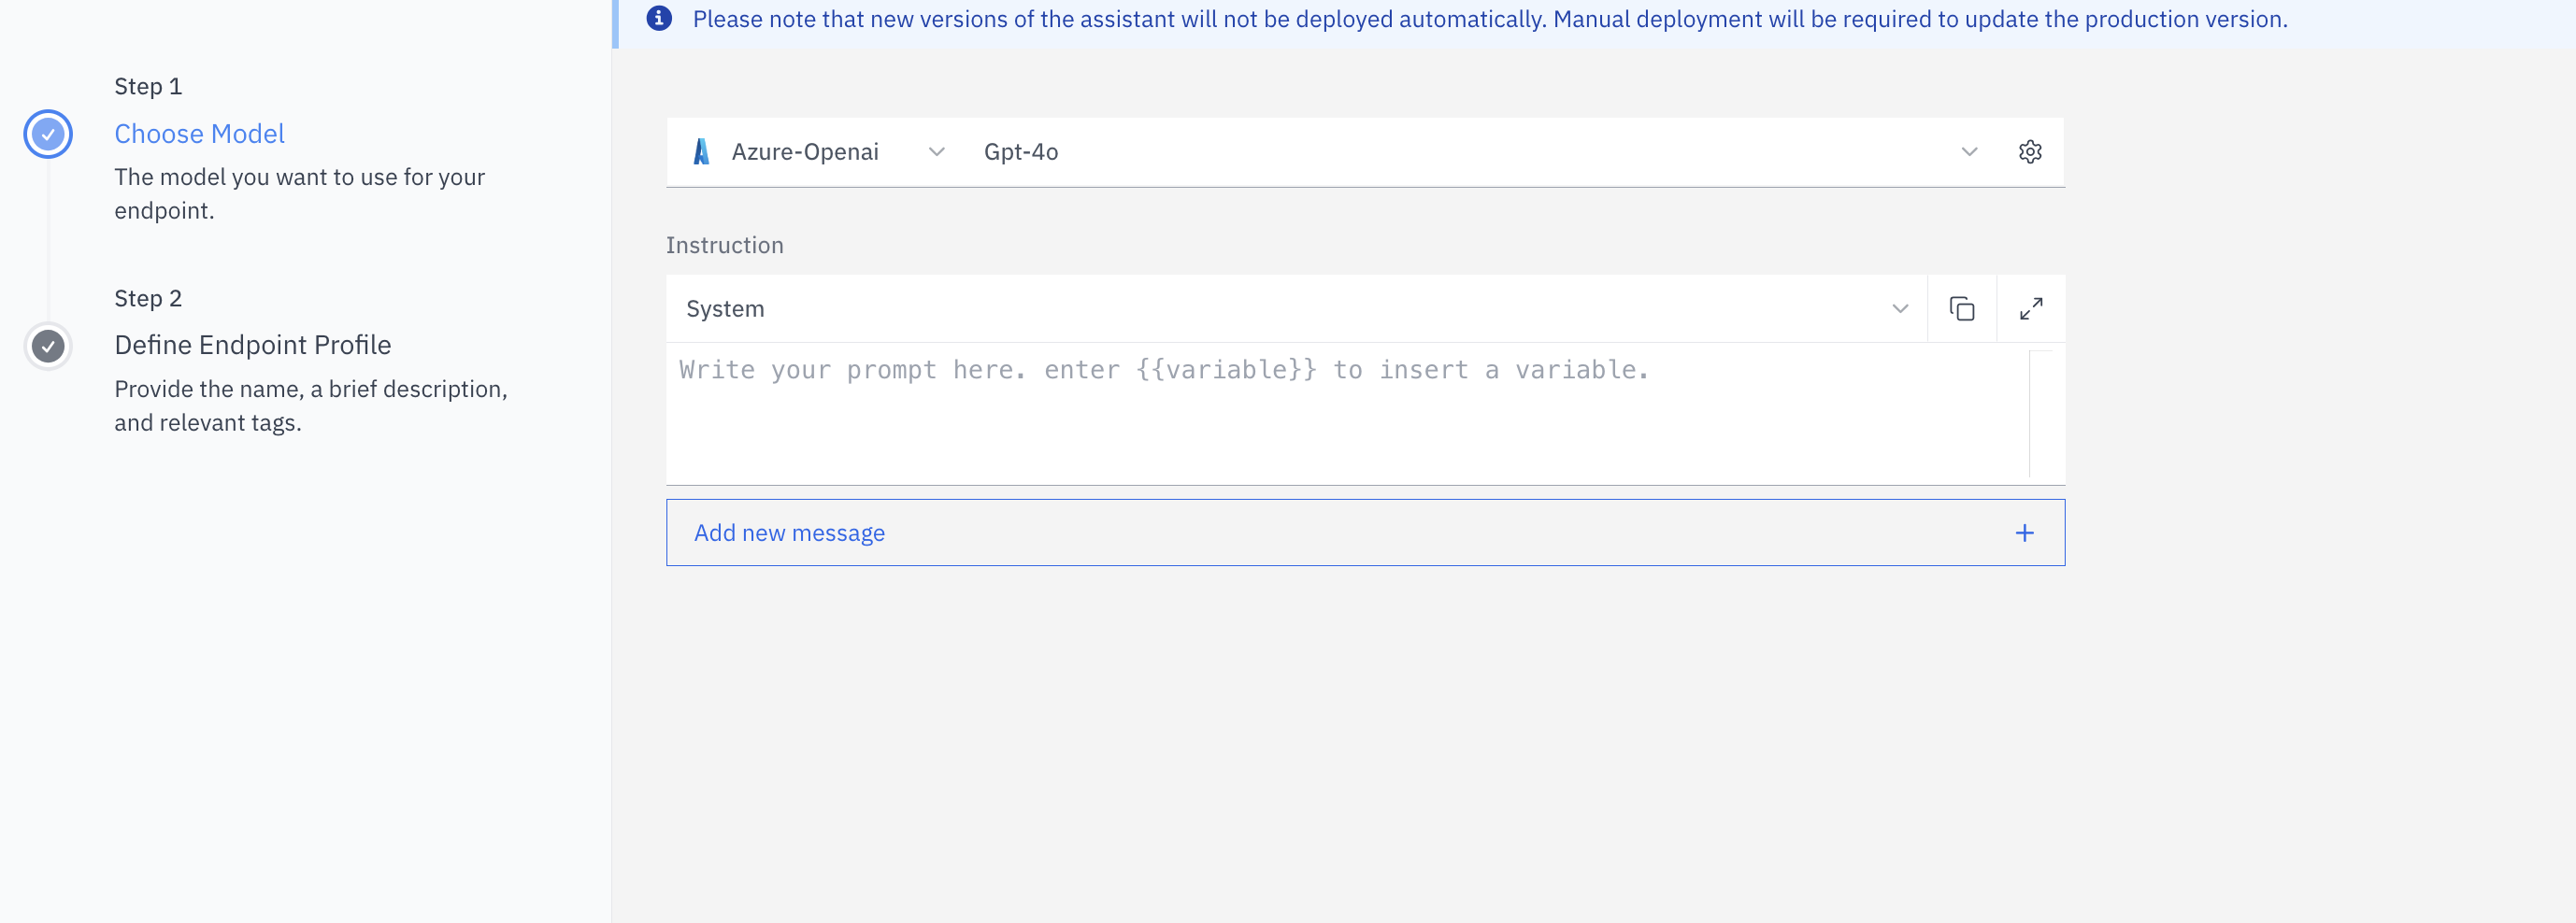 Please note that new versions of the assistant will not be deployed automatically. Manual deployment will be required to update the production version.
Step 1
Choose Model
The model you want to use for your
endpoint.
Step 2
Define Endpoint Profile
Provide the name, a brief description,
and relevant tags.
Azure-Openai
Gpt-4o
Instruction
System
Write your prompt here. enter {{variable}} to insert a variable.
Add new message